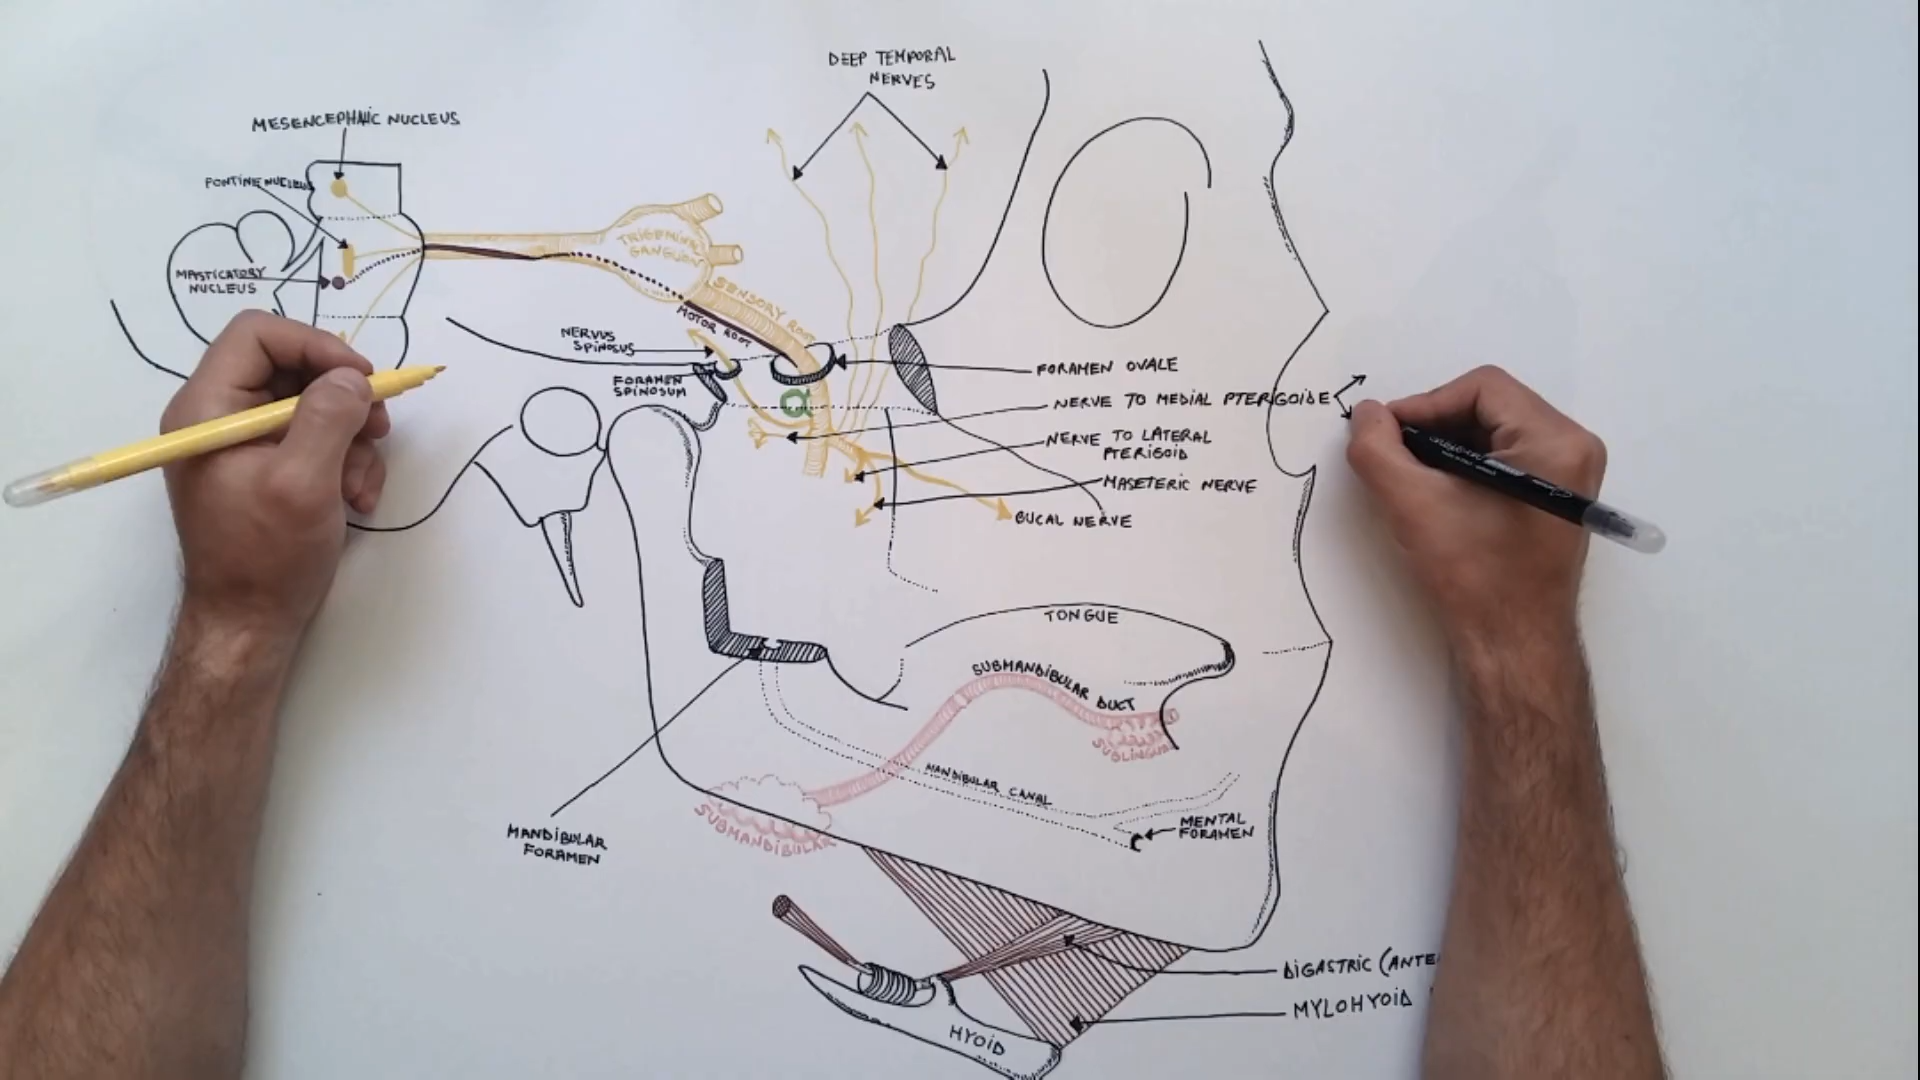 DEEP TEMPORAL
NERVES
MESENCEPHALIC NUCLEUS
PONTINE NUCLEUS
MASTICATORY
NUCLEUS
TRIGEMINAL
GANGLION
SENSORY ROOT
MOTOR ROOT
NERVUS
SPINOSUS
FORAMEN
SPINOSUM
FORAMEN OVALE
NERVE TO MEDIAL PTERIGOIDE
NERVE TO LATERAL
PTERIGOID
MASETERIC NERVE
BUCAL NERVE
TONGUE
SUBMANDIBULAR DUCT
SUBLINGUAL
MANDIBULAR CANAL
MENTAL
FORAMEN
SUBMANDIBULAR
MANDIBULAR
FORAMEN
DIGASTRIC (ANTE
MYLOHYOID
HYOID